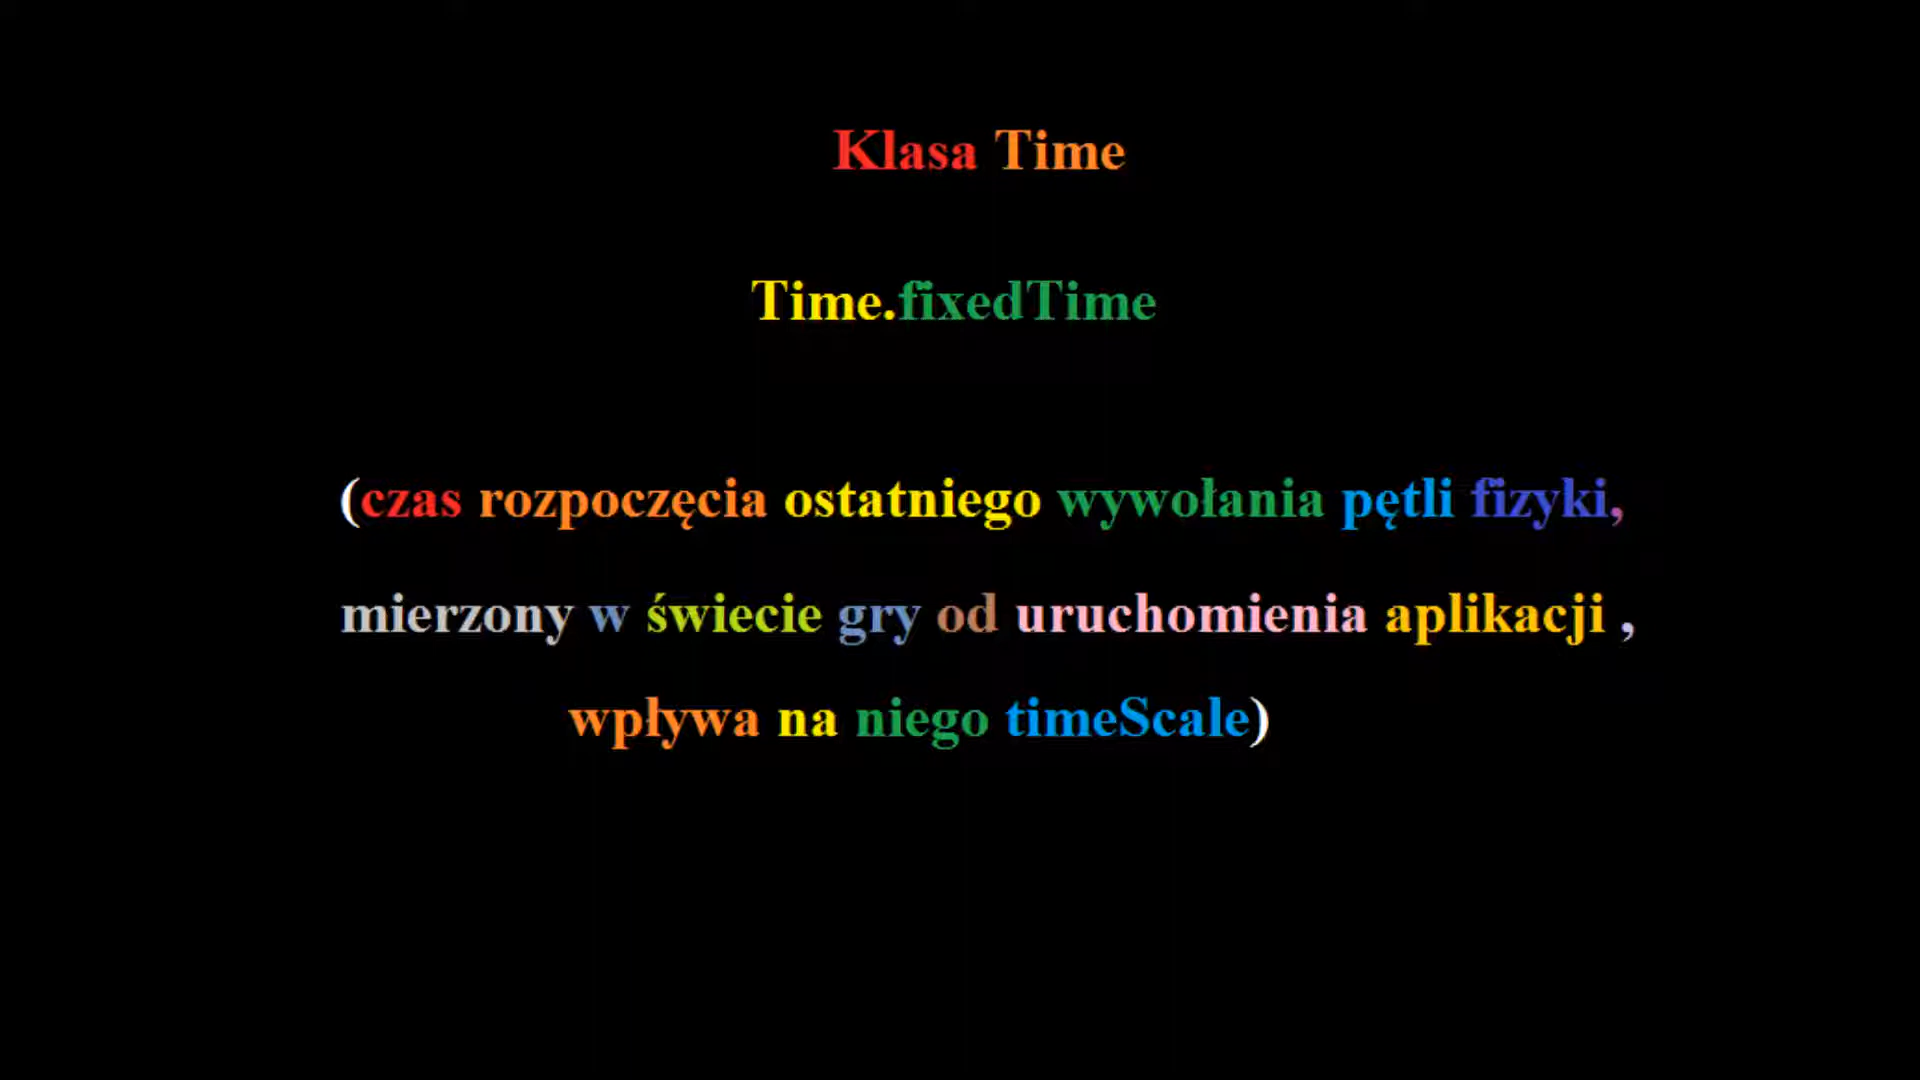 Klasa Time
Time.fixedTime
(czas rozpoczęcia ostatniego wywołania pętli fizyki,
mierzony w świecie gry od uruchomienia aplikacji ,
wpływa na niego timeScale)